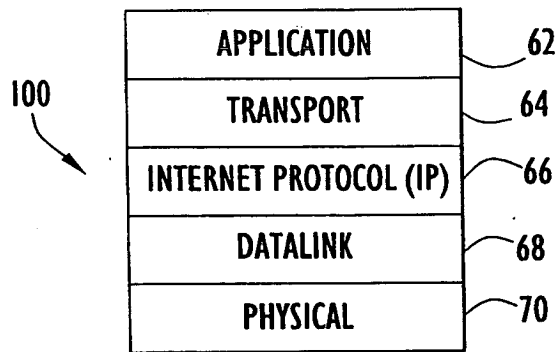 APPLICATION 62
100
TRANSPORT 64
INTERNET PROTOCOL (IP) 66
DATALINK 68
PHYSICAL 70